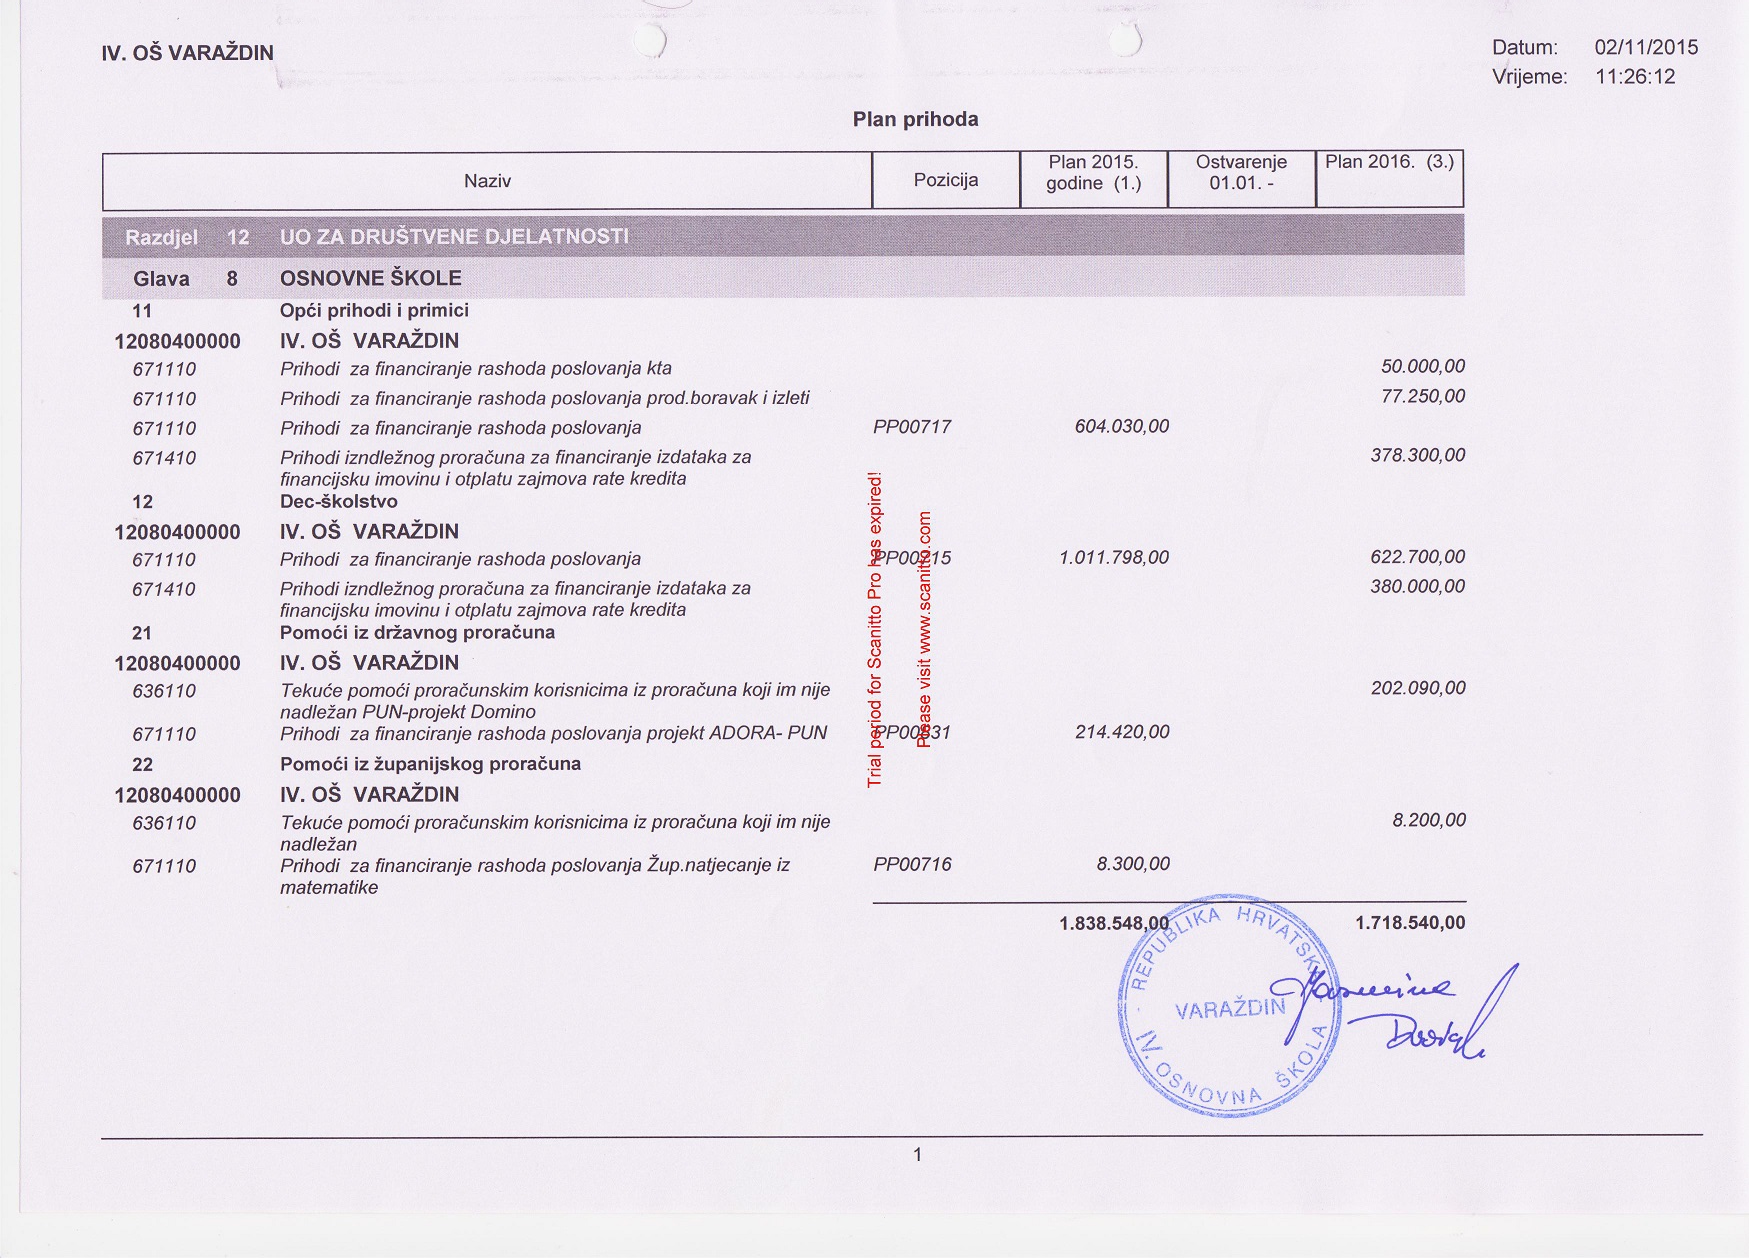 IV. OŠ VARAŽDIN
Datum: 02/11/2015
Vrijeme: 11:26:12
Plan prihoda
Naziv Pozicija Plan 2015. godine (1.) Ostvarenje 01.01. - Plan 2016. (3.)
Razdjel 12 UO ZA DRUŠTVENE DJELATNOSTI
Glava 8 OSNOVNE ŠKOLE
11 Opći prihodi i primici
12080400000 IV. OŠ VARAŽDIN
671110 Prihodi za financiranje rashoda poslovanja kta 50.000,00
671110 Prihodi za financiranje rashoda poslovanja prod.boravak i izleti 77.250,00
671110 Prihodi za financiranje rashoda poslovanja PP00717 604.030,00
671410 Prihodi izndležnog proračuna za financiranje izdataka za 378.300,00
financijsku imovinu i otplatu zajmova rate kredita
12 Dec-školstvo
12080400000 IV. OŠ VARAŽDIN
671110 Prihodi za financiranje rashoda poslovanja 1.011.798,00 622.700,00
671410 Prihodi izndležnog proračuna za financiranje izdataka za 380.000,00
financijsku imovinu i otplatu zajmova rate kredita
21 Pomoći iz državnog proračuna
12080400000 IV. OŠ VARAŽDIN
636110 Tekuće pomoći proračunskim korisnicima iz proračuna koji im nije 202.090,00
nadležan PUN-projekt Domino
671110 Prihodi za financiranje rashoda poslovanja projekt ADORA- PUN 214.420,00
22 Pomoći iz županijskog proračuna
12080400000 IV. OŠ VARAŽDIN
636110 Tekuće pomoći proračunskim korisnicima iz proračuna koji im nije 8.200,00
nadležan
671110 Prihodi za financiranje rashoda poslovanja Žup.natjecanje iz PP00716 8.300,00
matematike
1.838.548,00 1.718.540,00
Trial period for Scanitto Pro has expired!
Please visit www.scanitto.com
REPUBLIKA HRVATSKA
VARAŽDIN
IV. OSNOVNA ŠKOLA
Jasmina
1